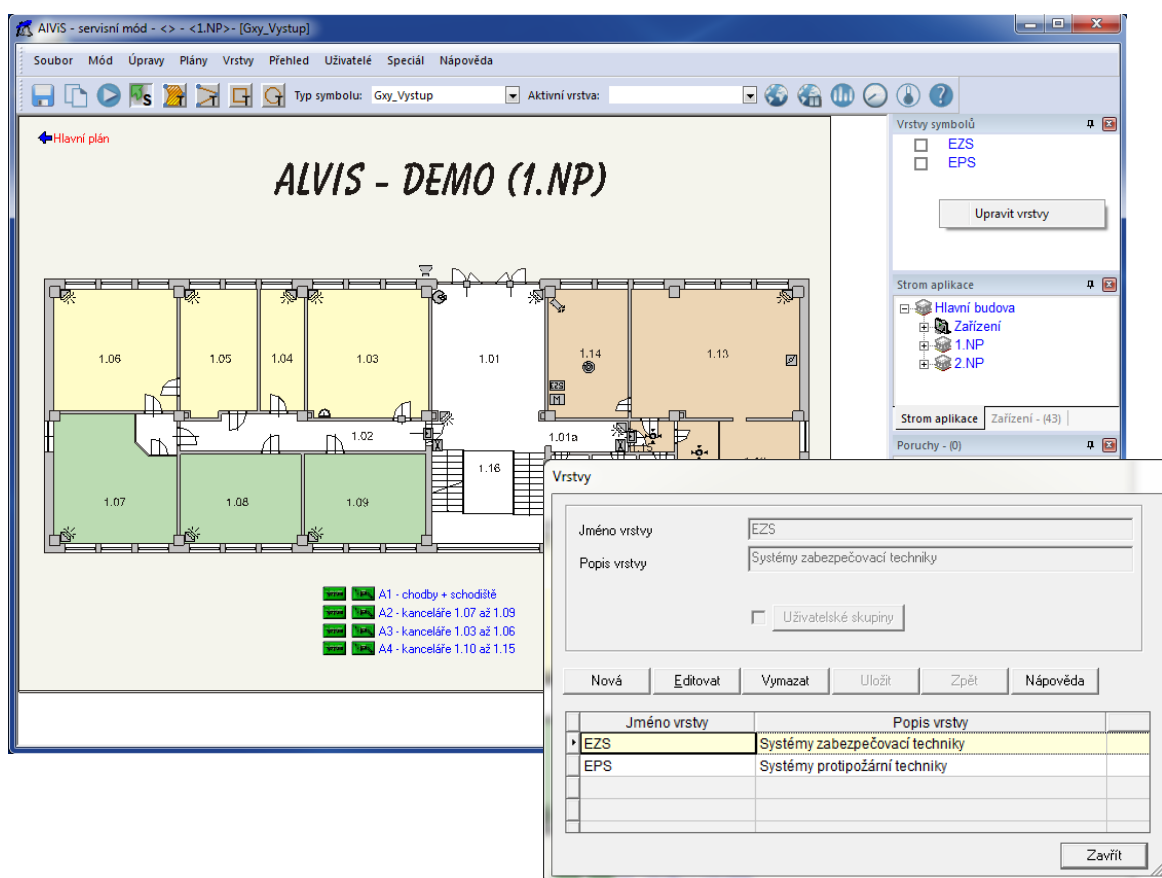 AlViS - servisní mód - <> - <1.NP>- [Gxy_Vystup]
Soubor Mód Úpravy Plány Vrstvy Přehled Uživatelé Speciál Nápověda
Typ symbolu: Gxy_Vystup Aktivní vrstva:
Vrstvy symbolů
EZS
EPS
Upravit vrstvy
Hlavní plán
ALVIS - DEMO (1.NP)
Strom aplikace
Hlavní budova
Zařízení
1.NP
2.NP
Strom aplikace Zařízení - (43)
Poruchy - (0)
1.06 1.05 1.04 1.03 1.01 1.14 1.13
EZS
M
1.02 1.01a
1.16
1.07 1.08 1.09
A1 - chodby + schodiště
A2 - kanceláře 1.07 až 1.09
A3 - kanceláře 1.03 až 1.06
A4 - kanceláře 1.10 až 1.15
Vrstvy
Jméno vrstvy EZS
Popis vrstvy Systémy zabezpečovací techniky
Uživatelské skupiny
Nová Editovat Vymazat Uložit Zpět Nápověda
Jméno vrstvy Popis vrstvy
EZS Systémy zabezpečovací techniky
EPS Systémy protipožární techniky
Zavřít